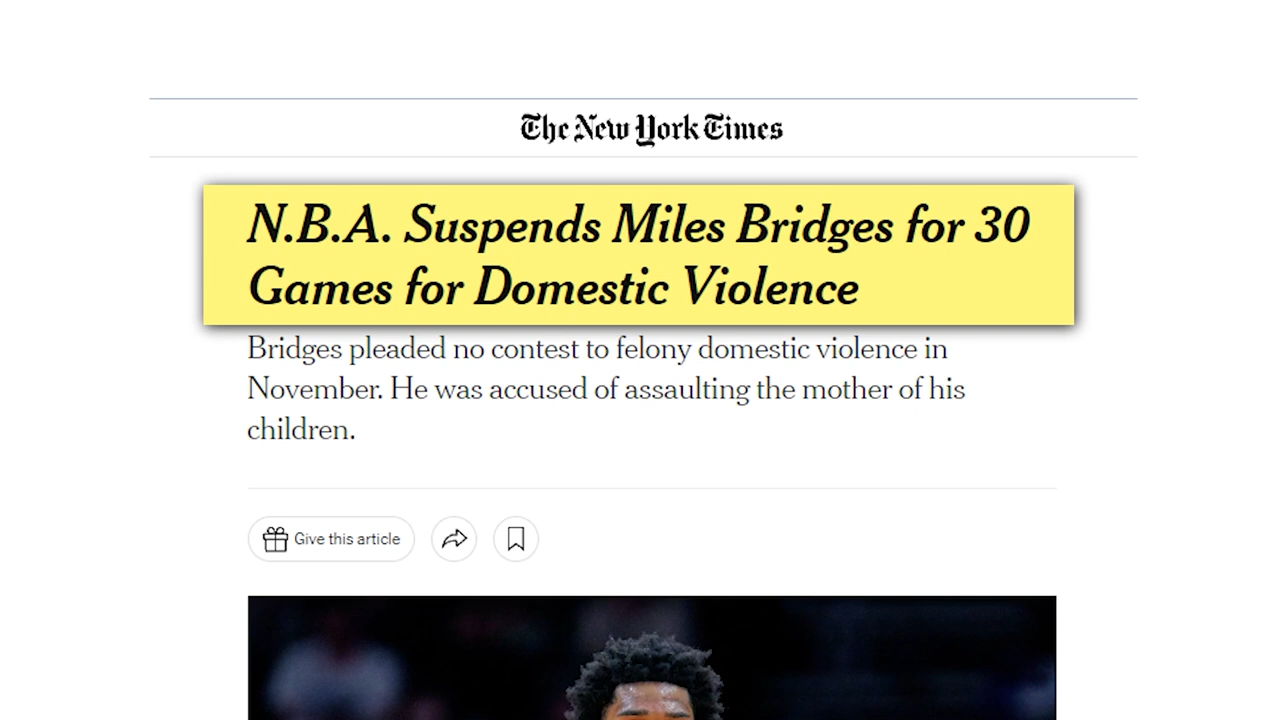 The New York Times
N.B.A. Suspends Miles Bridges for 30
Games for Domestic Violence
Bridges pleaded no contest to felony domestic violence in
November. He was accused of assaulting the mother of his
children.
Give this article